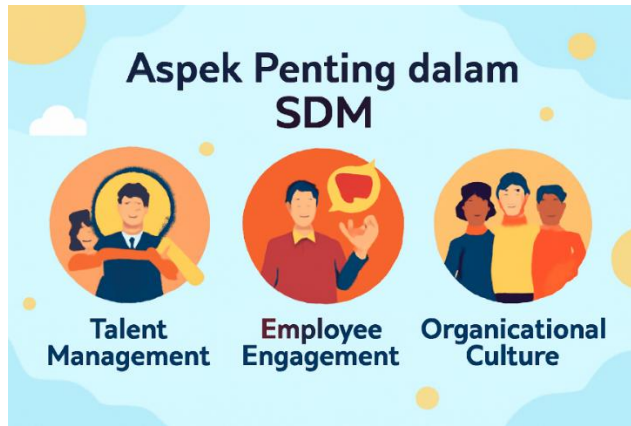 Aspek Penting dalam
SDM
Talent
Management
Employee
Engagement
Organicational
Culture